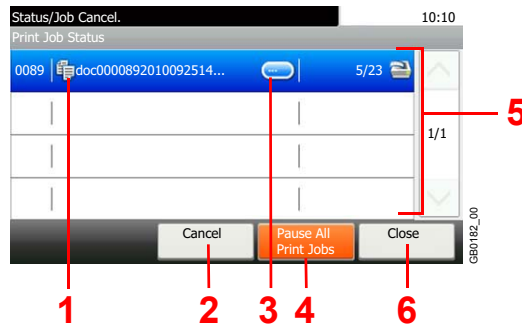 Status/Job Cancel. 10:10
Print Job Status
0089 doc0000892010092514... ... 5/23
5
1/1
Cancel Pause All Print Jobs Close
GB0182_00
1 2 3 4 6